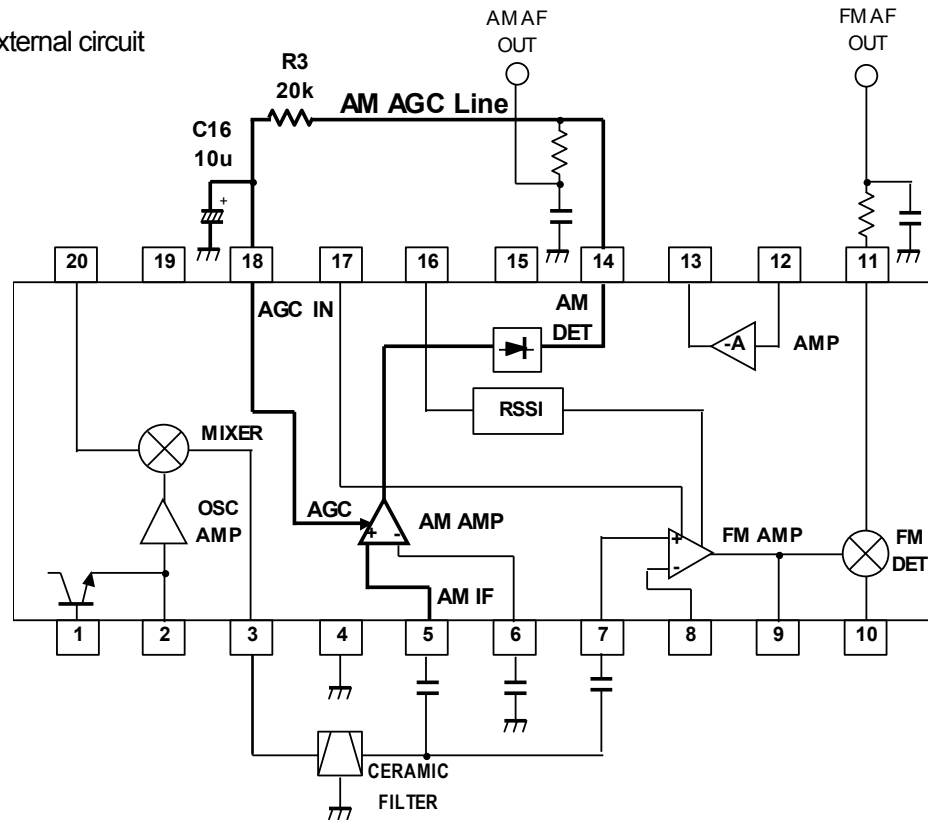 xternal circuit
AM AF
OUT
FM AF
OUT
R3
20k
AM AGC Line
C16
10u
+
20
19
18
17
16
15
14
13
12
11
AGC IN
AM
DET
-A
AMP
RSSI
MIXER
OSC
AMP
AGC
+
-
AM AMP
+
-
FM AMP
FM
DET
AM IF
1
2
3
4
5
6
7
8
9
10
CERAMIC
FILTER